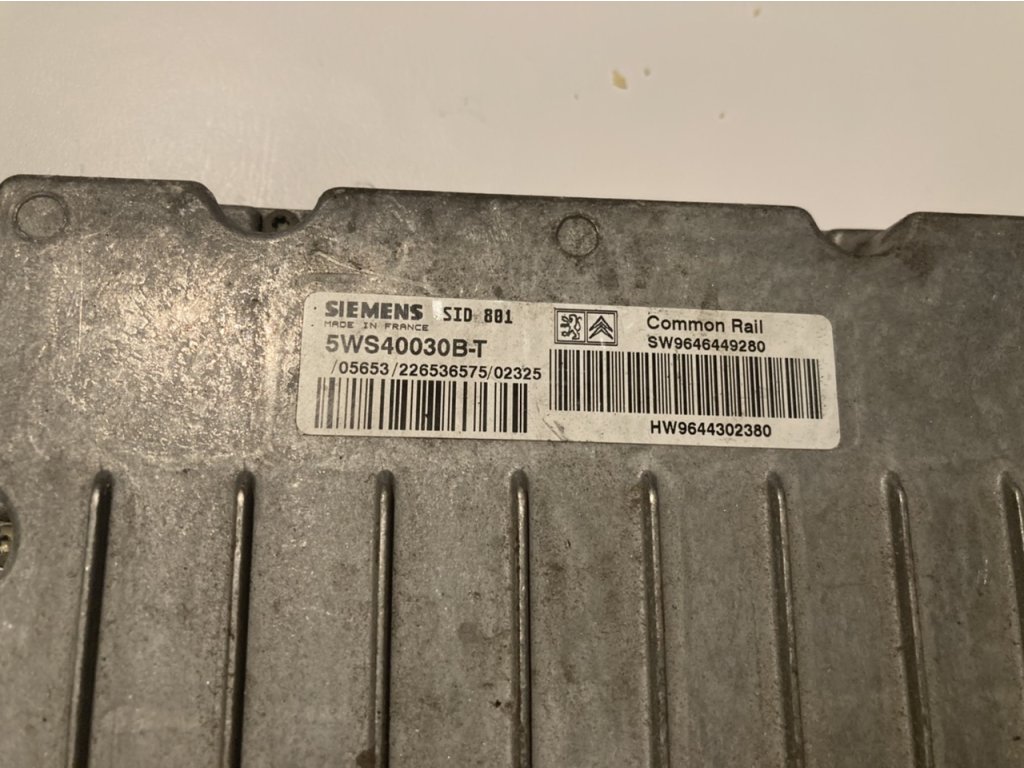 SIEMENS SID 801
MADE IN FRANCE
5WS40030B-T
/05653/226536575/02325
Common Rail
SW9646449280
HW9644302380